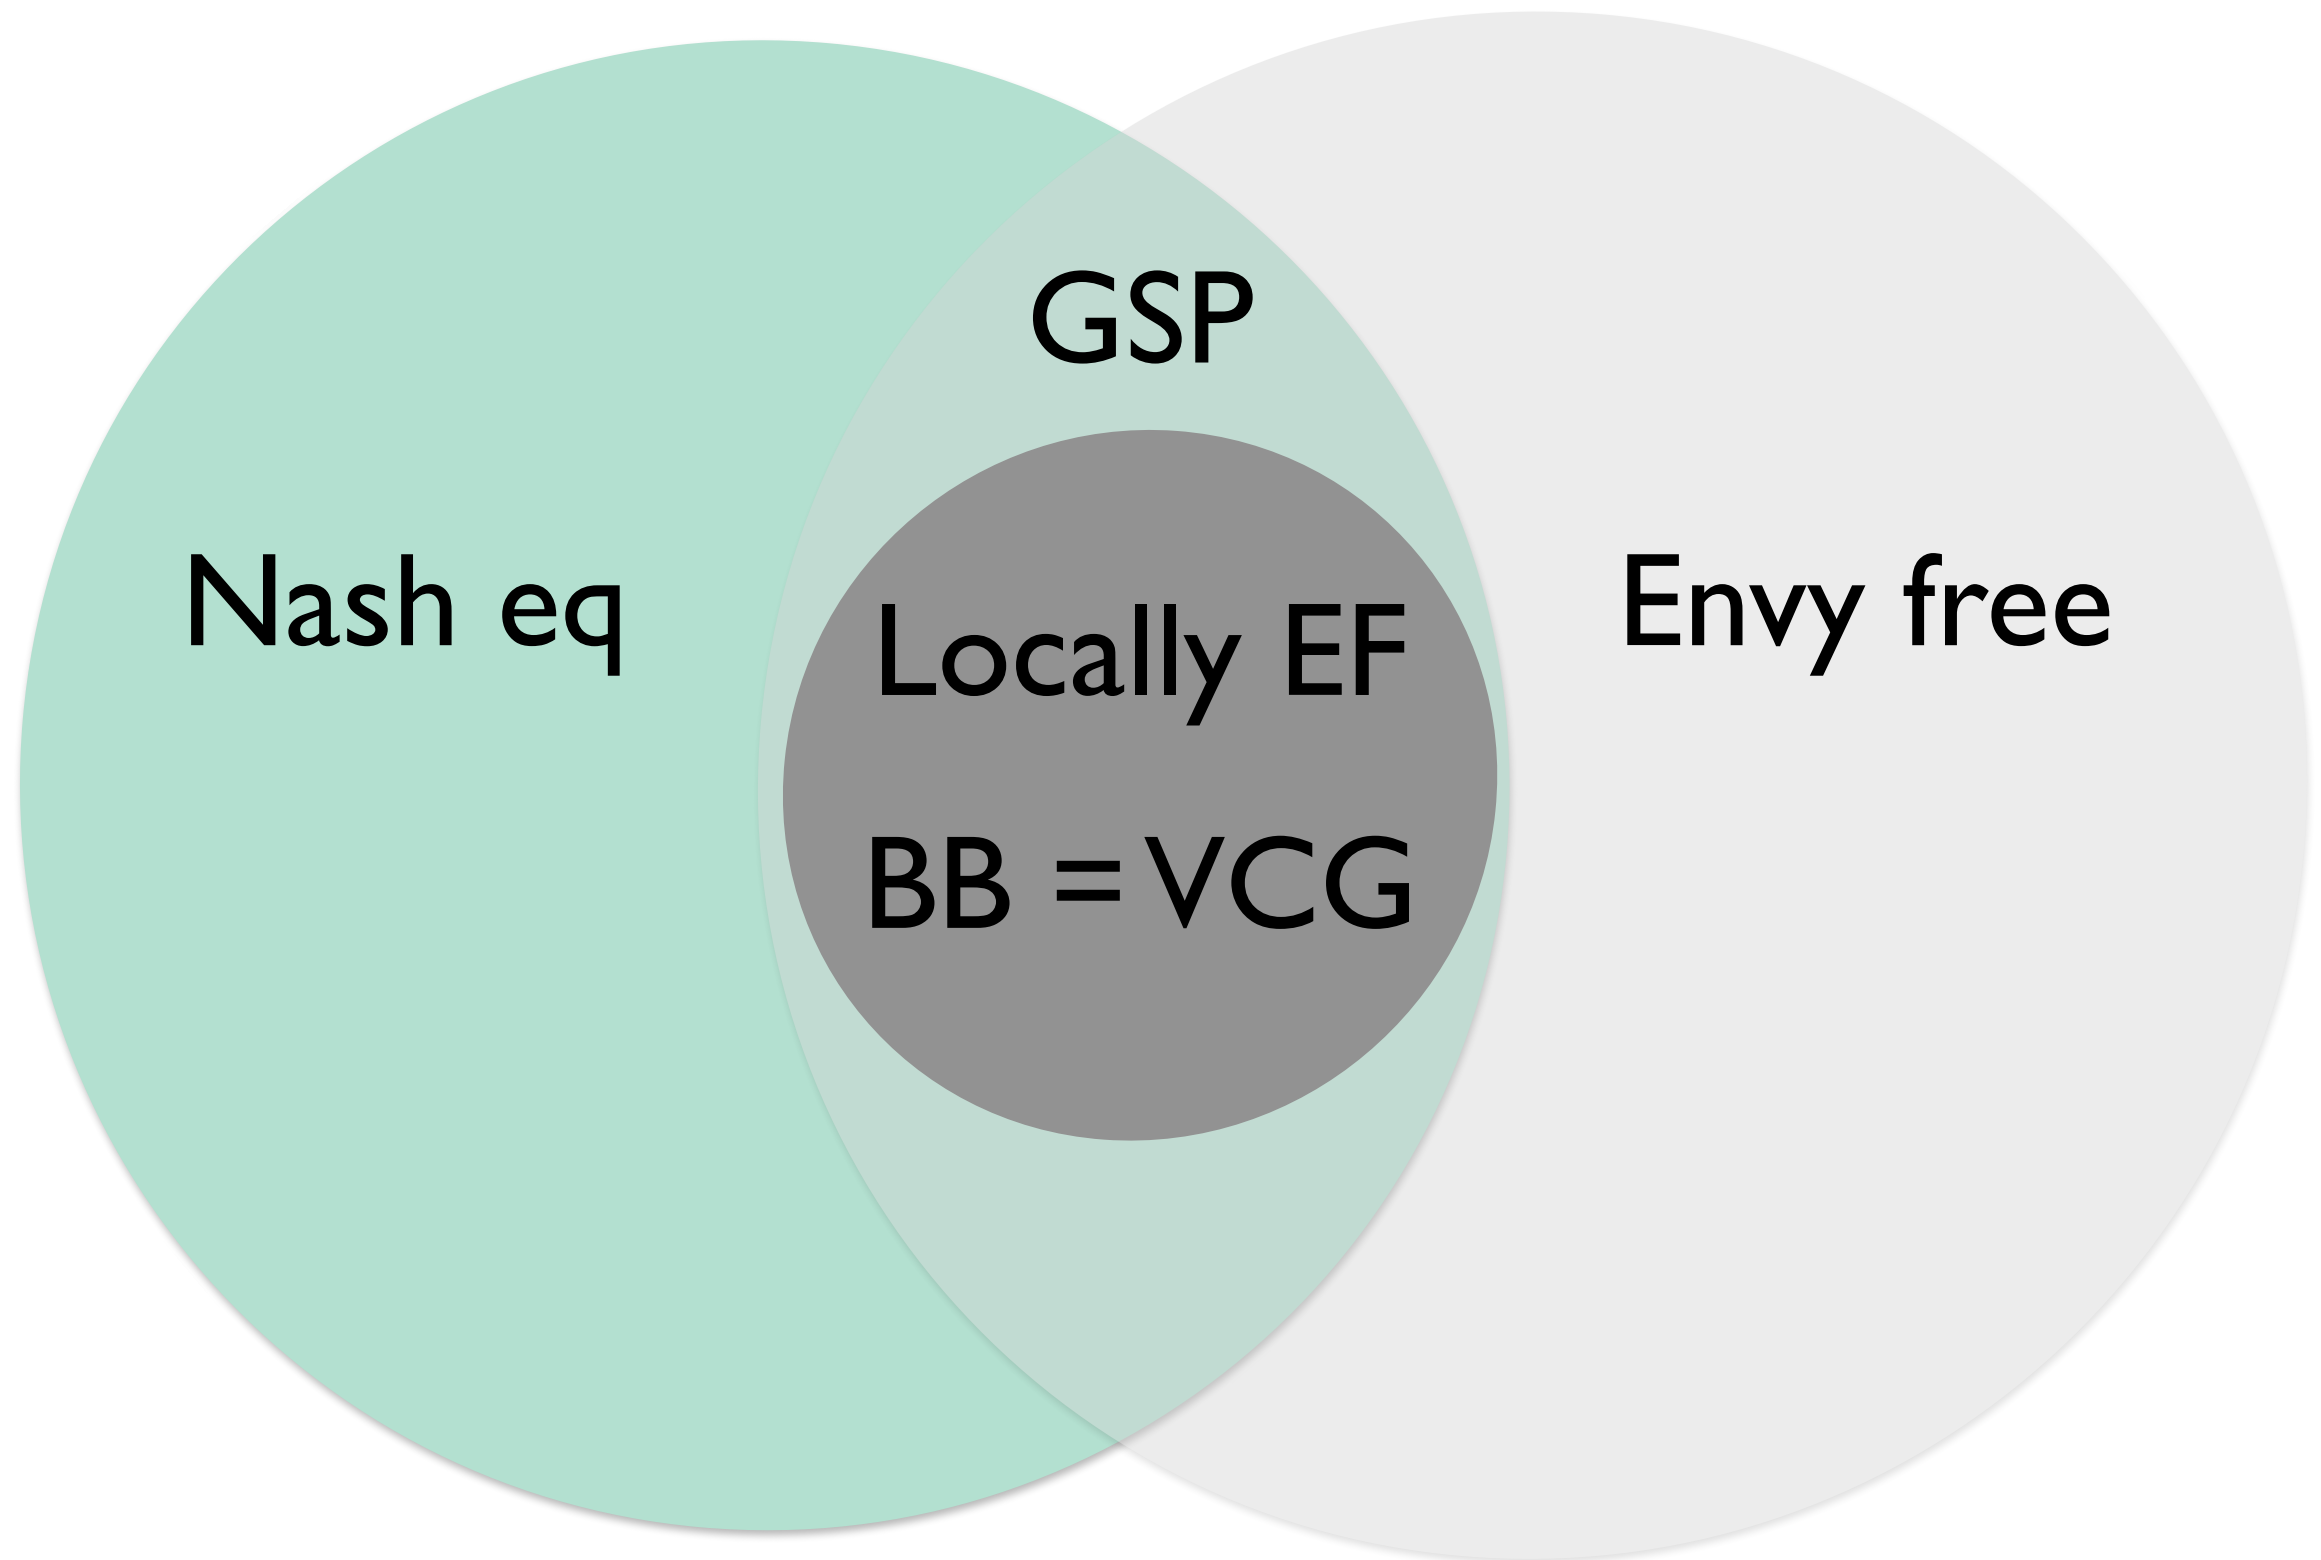 GSP
Nash eq
Envy free
Locally EF
BB = VCG